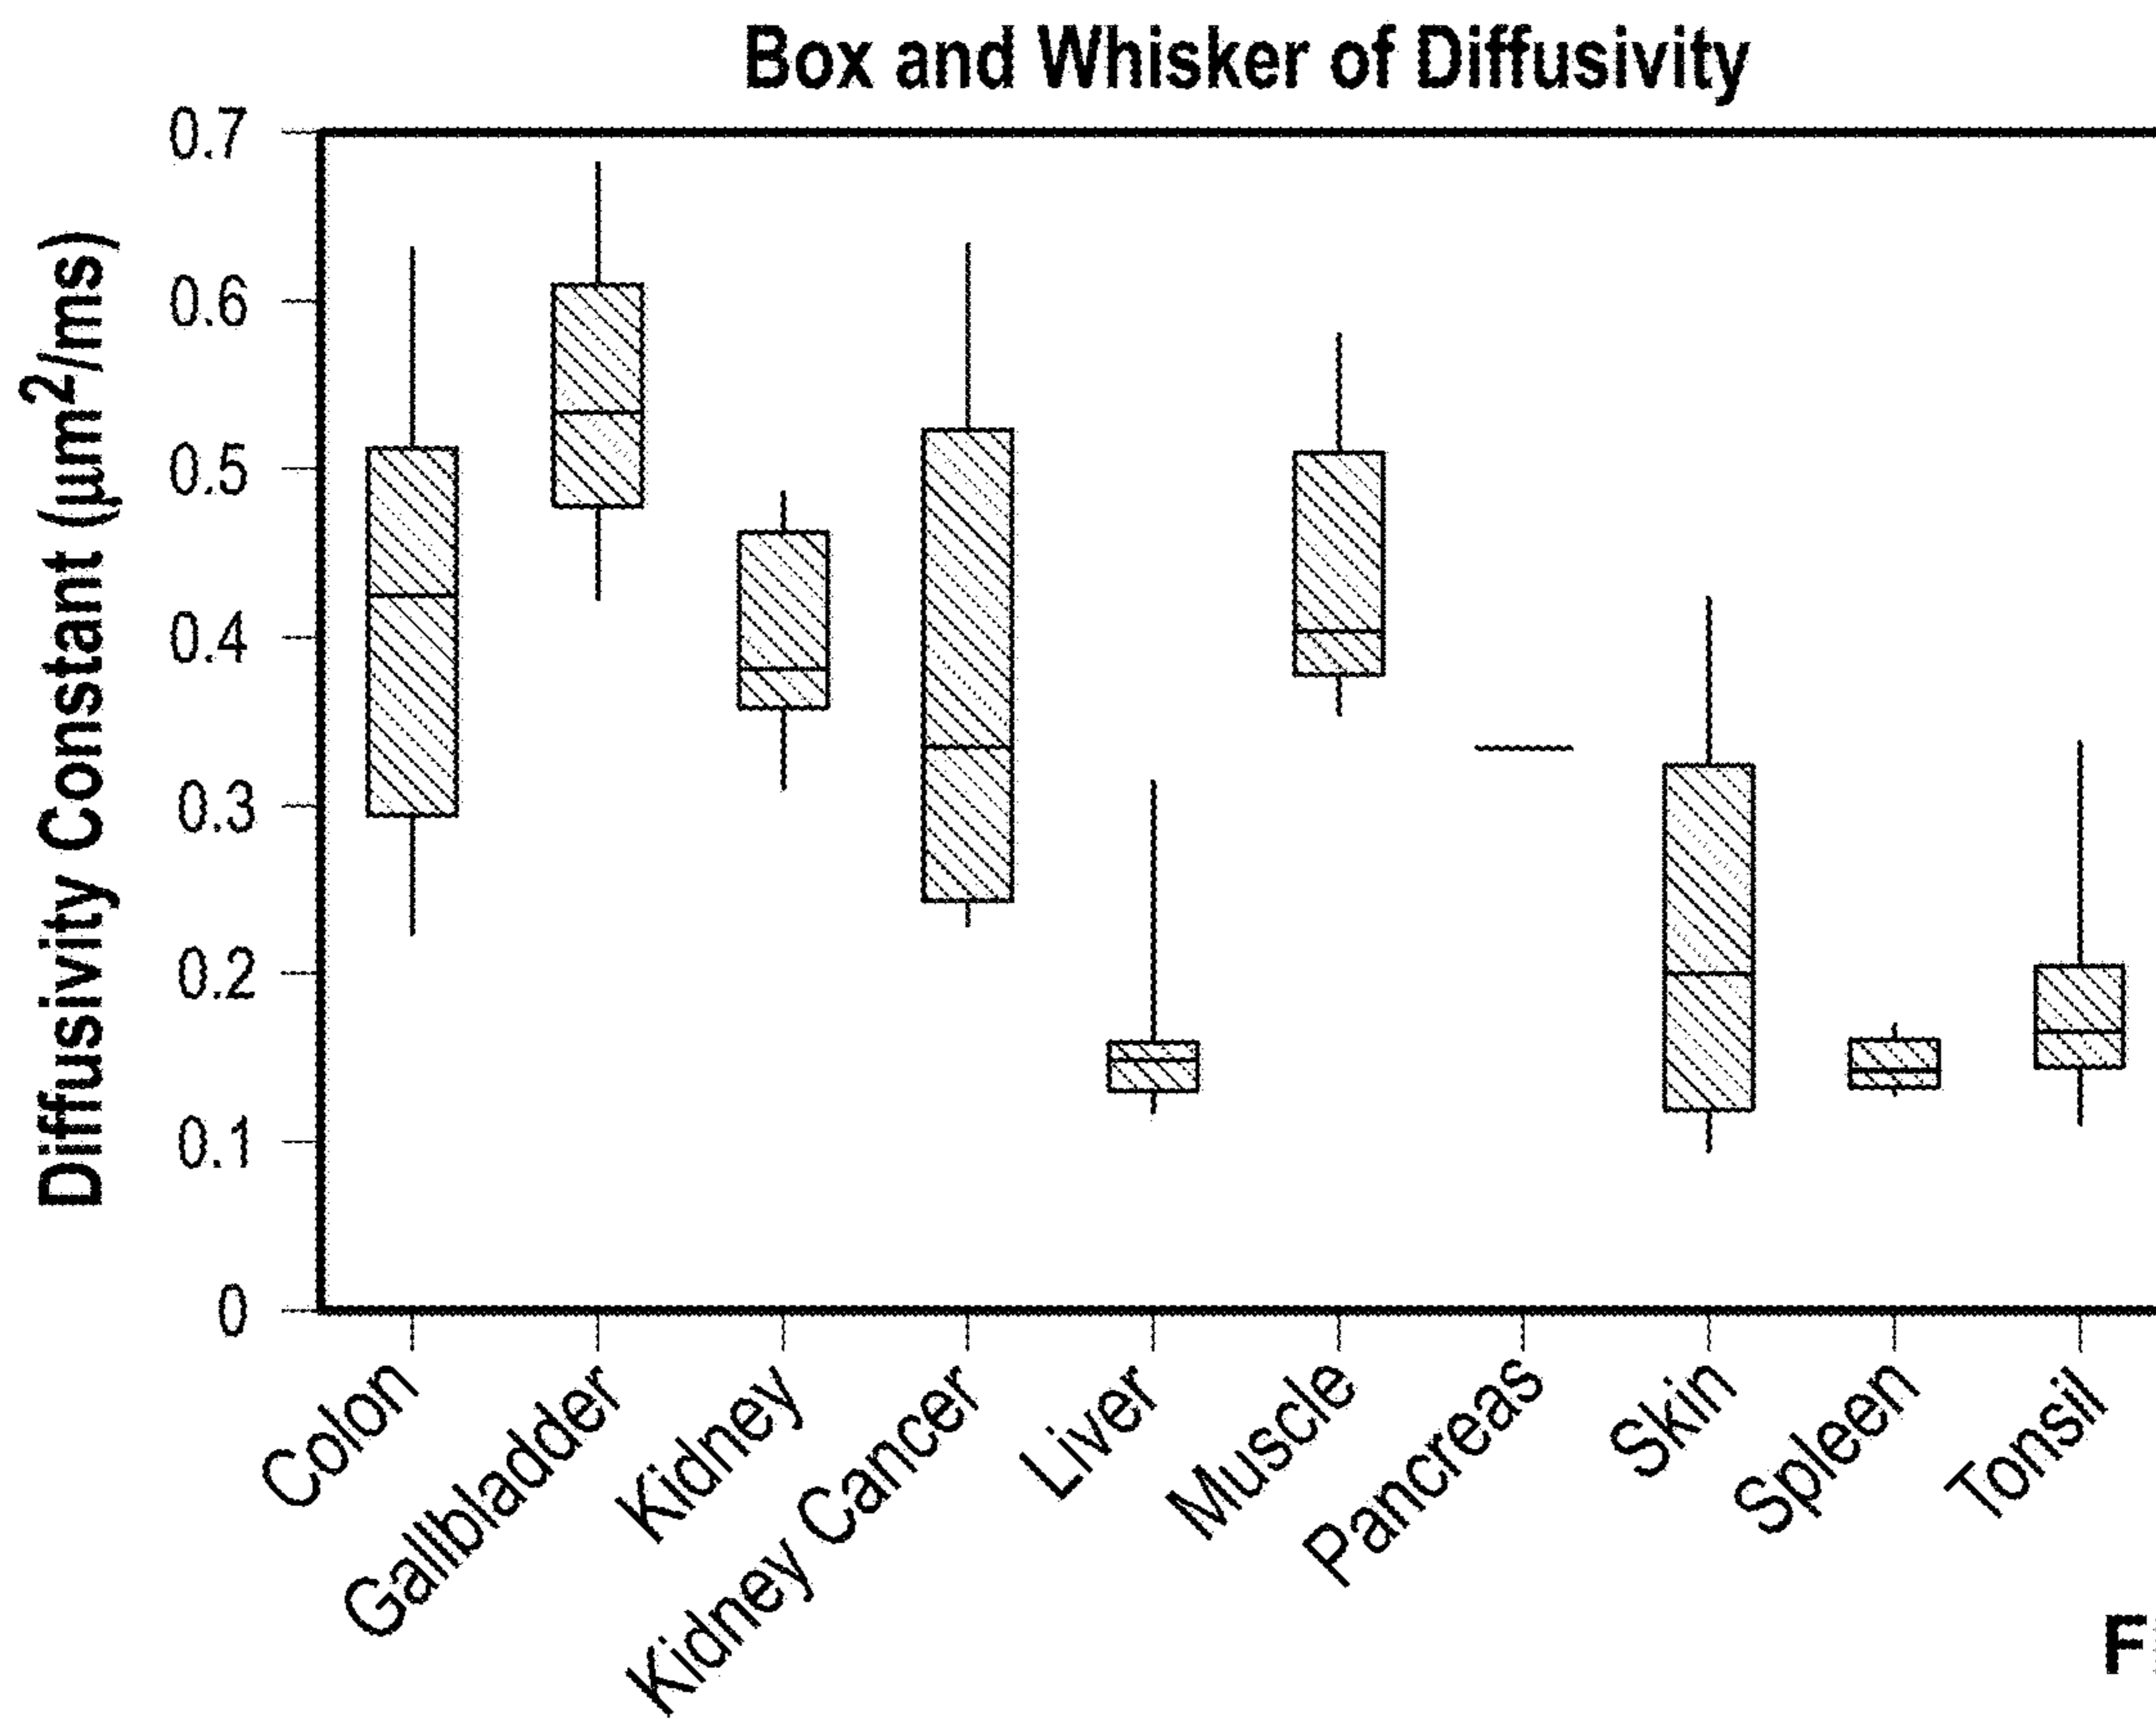 Box and Whisker of Diffusivity
Diffusivity Constant (µm²/ms)
0.7
0.6
0.5
0.4
0.3
0.2
0.1
0
Colon
Gallbladder
Kidney
Kidney Cancer
Liver
Muscle
Pancreas
Skin
Spleen
Tonsil